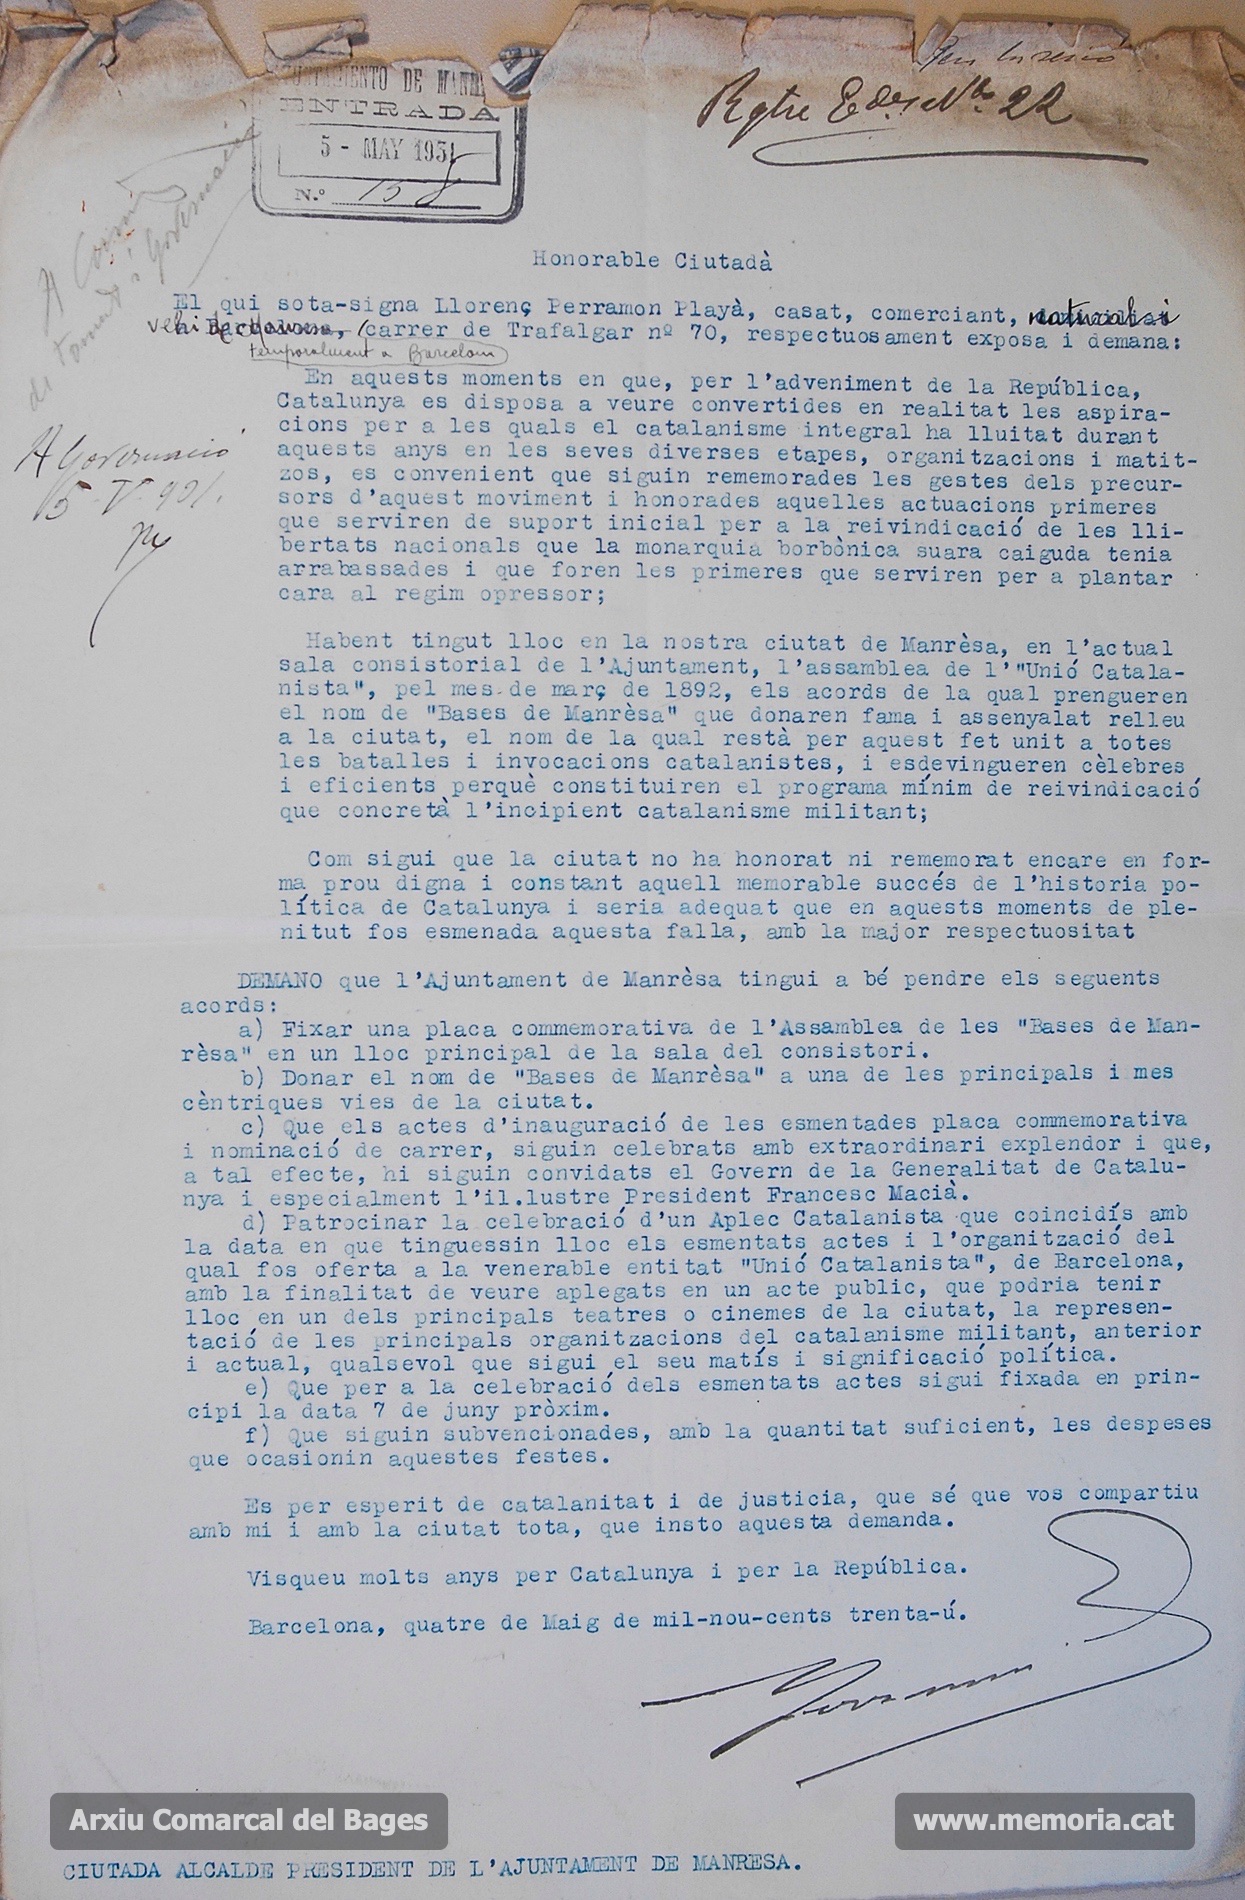 AJUNTAMIENTO DE MANRESA
ENTRADA
5 - MAY 1931
N.º 158
Rgtre Edes Nº 22
A Governació
15-V-931.
Honorable Ciutadà
El qui sota-signa Llorenç Perramon Playà, casat, comerciant, natural i
vehi de Manresa, carrer de Trafalgar nº 70, respectuosament exposa i demana:
temporalment a Barcelona
En aquests moments en que, per l'adveniment de la República,
Catalunya es disposa a veure convertides en realitat les aspira-
cions per a les quals el catalanisme integral ha lluitat durant
aquests anys en les seves diverses etapes, organitzacions i matit-
zos, es convenient que siguin rememorades les gestes dels precur-
sors d'aquest moviment i honorades aquelles actuacions primeres
que serviren de suport inicial per a la reivindicació de les lli-
bertats nacionals que la monarquia borbònica suara caiguda tenia
arrabassades i que foren les primeres que serviren per a plantar
cara al regim opressor;
Habent tingut lloc en la nostra ciutat de Manrèsa, en l'actual
sala consistorial de l'Ajuntament, l'assamblea de l'"Unió Catala-
nista", pel mes de març de 1892, els acords de la qual prengueren
el nom de "Bases de Manrèsa" que donaren fama i assenyalat relleu
a la ciutat, el nom de la qual restà per aquest fet unit a totes
les batalles i invocacions catalanistes, i esdevingueren cèlebres
i eficients perquè constituiren el programa mínim de reivindicació
que concretà l'incipient catalanisme militant;
Com sigui que la ciutat no ha honorat ni rememorat encare en for-
ma prou digna i constant aquell memorable succés de l'historia po-
lítica de Catalunya i seria adequat que en aquests moments de ple-
nitut fos esmenada aquesta falla, amb la major respectuositat
DEMANO que l'Ajuntament de Manrèsa tingui a bé pendre els seguents
acords:
a) Fixar una placa commemorativa de l'Assamblea de les "Bases de Man-
rèsa" en un lloc principal de la sala del consistori.
b) Donar el nom de "Bases de Manrèsa" a una de les principals i mes
cèntriques vies de la ciutat.
c) Que els actes d'inauguració de les esmentades placa commemorativa
i nominació de carrer, siguin celebrats amb extraordinari explendor i que,
a tal efecte, hi siguin convidats el Govern de la Generalitat de Catalu-
nya i especialment l'il.lustre President Francesc Macià.
d) Patrocinar la celebració d'un Aplec Catalanista que coincidís amb
la data en que tinguessin lloc els esmentats actes i l'organització del
qual fos oferta a la venerable entitat "Unió Catalanista", de Barcelona,
amb la finalitat de veure aplegats en un acte public, que podria tenir
lloc en un dels principals teatres o cinemes de la ciutat, la represen-
tació de les principals organitzacions del catalanisme militant, anterior
i actual, qualsevol que sigui el seu matís i significació política.
e) Que per a la celebració dels esmentats actes sigui fixada en prin-
cipi la data 7 de juny pròxim.
f) Que siguin subvencionades, amb la quantitat suficient, les despeses
que ocasionin aquestes festes.
Es per esperit de catalanitat i de justicia, que sé que vos compartiu
amb mi i amb la ciutat tota, que insto aquesta demanda.
Visqueu molts anys per Catalunya i per la República.
Barcelona, quatre de Maig de mil-nou-cents trenta-ú.
Arxiu Comarcal del Bages
www.memoria.cat
CIUTADA ALCALDE PRESIDENT DE L'AJUNTAMENT DE MANRESA.